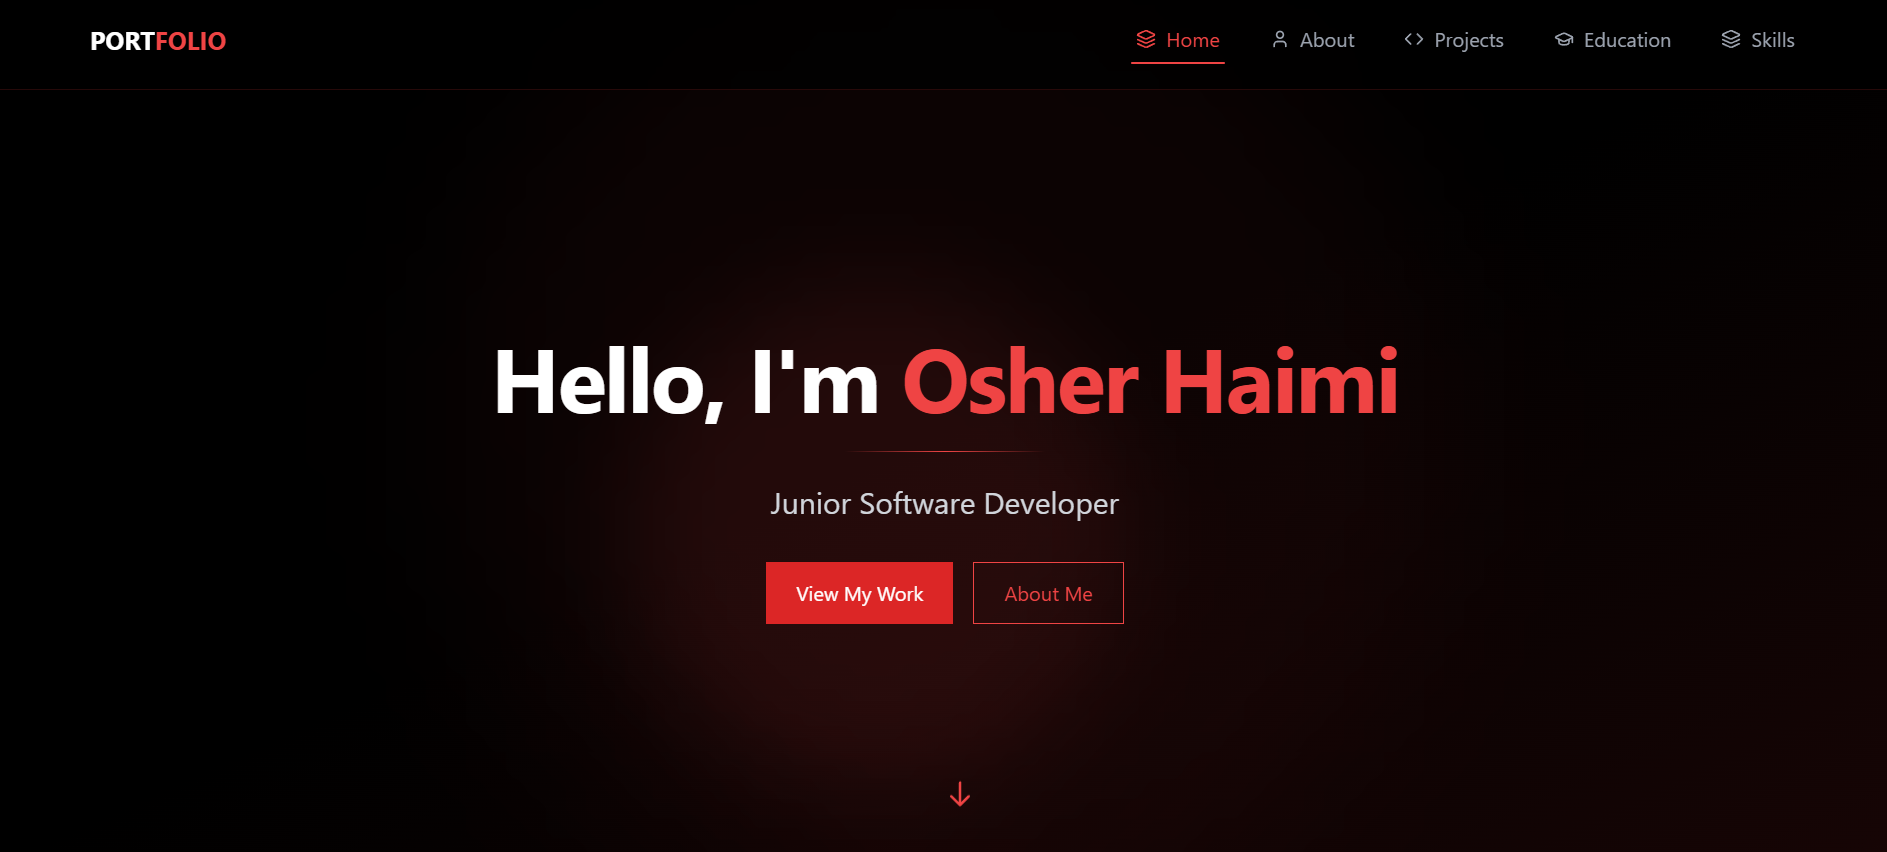 PORTFOLIO
Home About Projects Education Skills
Hello, I'm Osher Haimi
Junior Software Developer
View My Work About Me